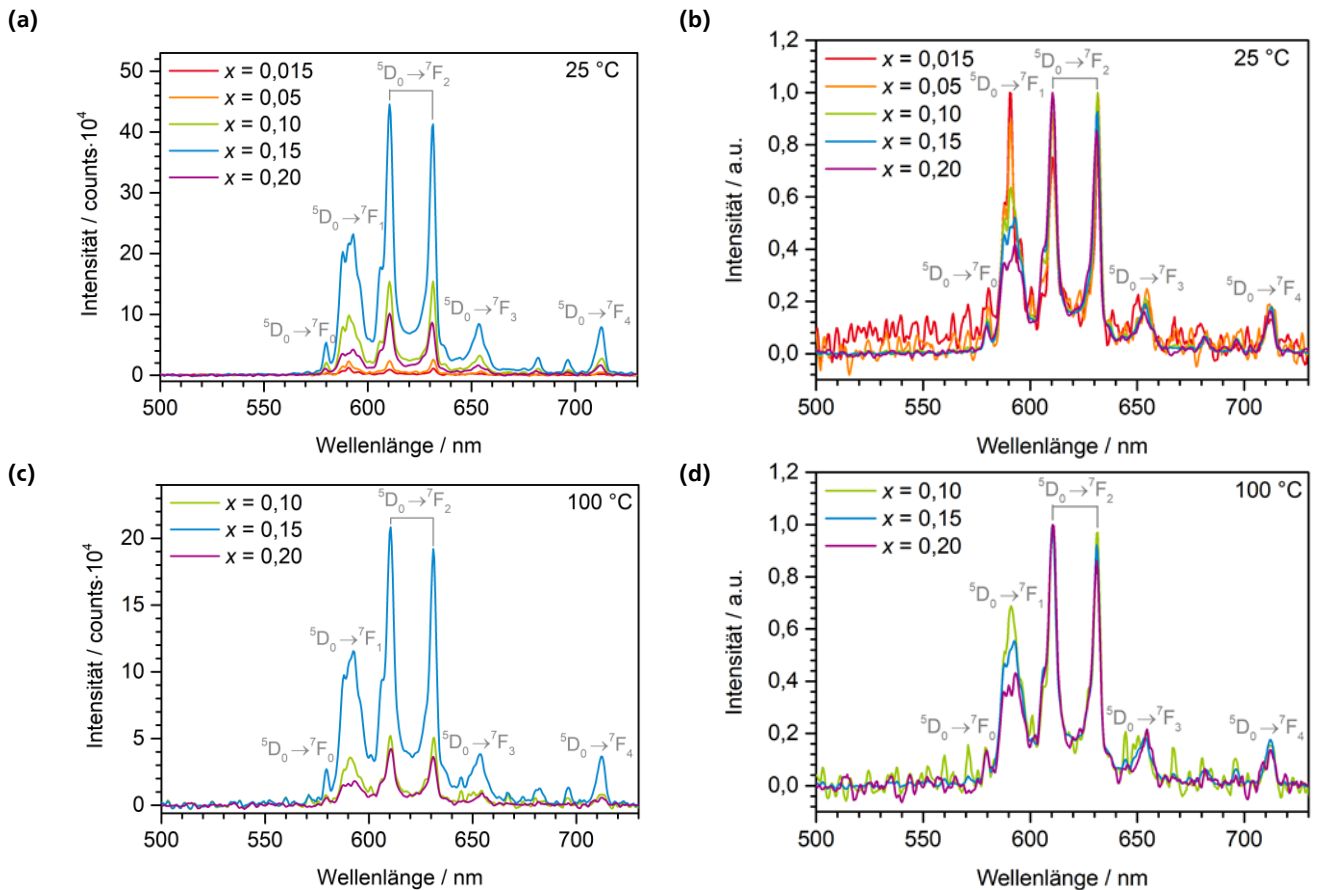 (a)
50
40
30
20
10
0
500 550 600 650 700
Intensität / counts·10⁴
Wellenlänge / nm
x = 0,015
x = 0,05
x = 0,10
x = 0,15
x = 0,20
25 °C
⁵D₀→⁷F₂
⁵D₀→⁷F₁
⁵D₀→⁷F₀
⁵D₀→⁷F₃
⁵D₀→⁷F₄
(b)
1,2
1,0
0,8
0,6
0,4
0,2
0,0
500 550 600 650 700
Intensität / a.u.
Wellenlänge / nm
x = 0,015
x = 0,05
x = 0,10
x = 0,15
x = 0,20
25 °C
⁵D₀→⁷F₂
⁵D₀→⁷F₁
⁵D₀→⁷F₀
⁵D₀→⁷F₃
⁵D₀→⁷F₄
(c)
20
15
10
5
0
500 550 600 650 700
Intensität / counts·10⁴
Wellenlänge / nm
x = 0,10
x = 0,15
x = 0,20
100 °C
⁵D₀→⁷F₂
⁵D₀→⁷F₁
⁵D₀→⁷F₀
⁵D₀→⁷F₃
⁵D₀→⁷F₄
(d)
1,2
1,0
0,8
0,6
0,4
0,2
0,0
500 550 600 650 700
Intensität / a.u.
Wellenlänge / nm
x = 0,10
x = 0,15
x = 0,20
100 °C
⁵D₀→⁷F₂
⁵D₀→⁷F₁
⁵D₀→⁷F₀
⁵D₀→⁷F₃
⁵D₀→⁷F₄